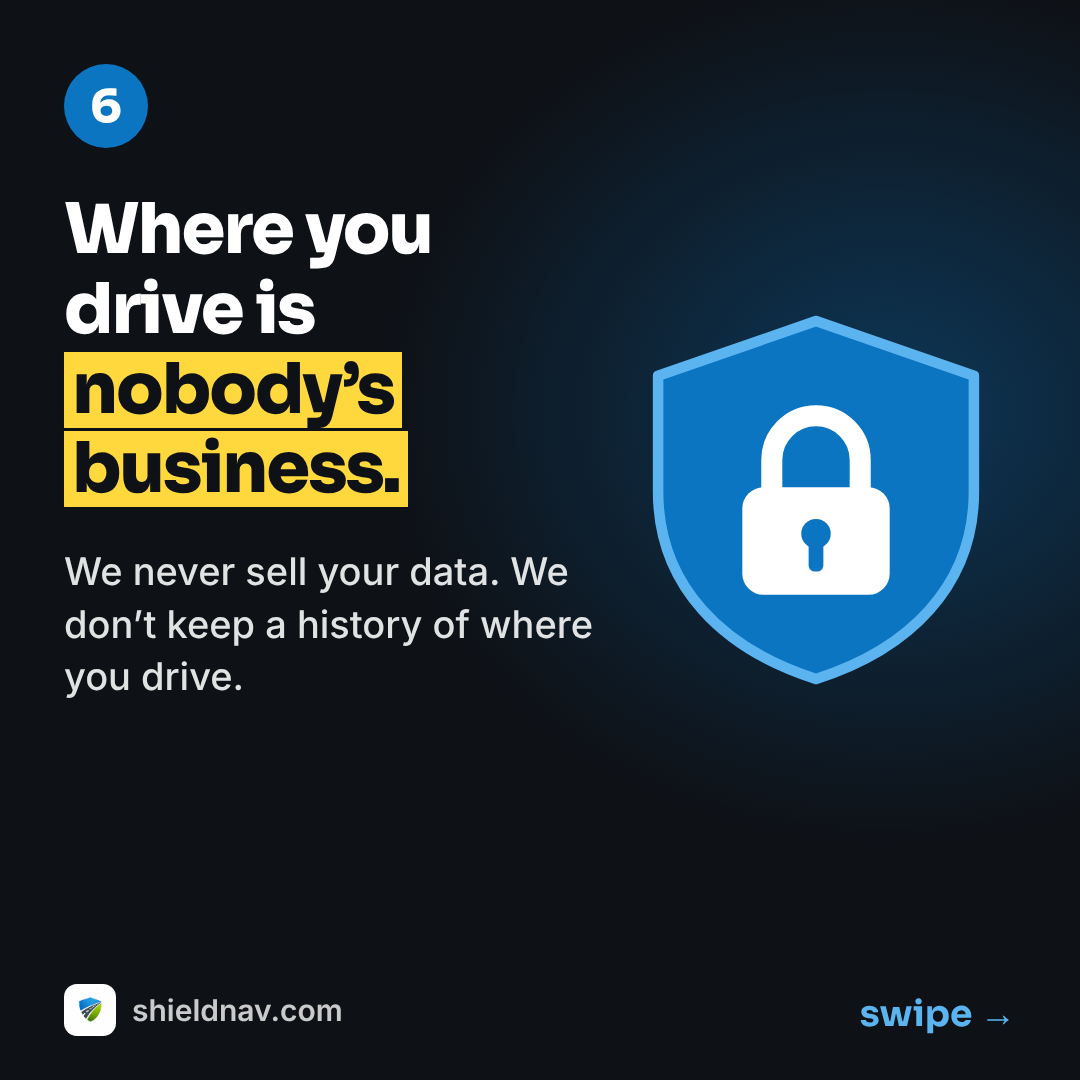 6
Where you
drive is
nobody’s
business.
We never sell your data. We
don’t keep a history of where
you drive.
shieldnav.com
swipe →